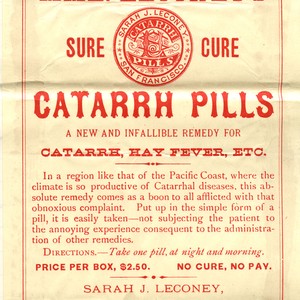 SURE CURE
SARAH J. LECONEY,
CATARRH
PILLS
SAN FRANCISCO.
CATARRH PILLS
A NEW AND INFALLIBLE REMEDY FOR
CATARRH, HAY FEVER, ETC.
In a region like that of the Pacific Coast, where the
climate is so productive of Catarrhal diseases, this ab-
solute remedy comes as a boon to all afflicted with that
obnoxious complaint. Put up in the simple form of a
pill, it is easily taken—not subjecting the patient to
the annoying experience consequent to the administra-
tion of other remedies.
DIRECTIONS.—Take one pill, at night and morning.
PRICE PER BOX, $2.50. NO CURE, NO PAY.
SARAH J. LECONEY,